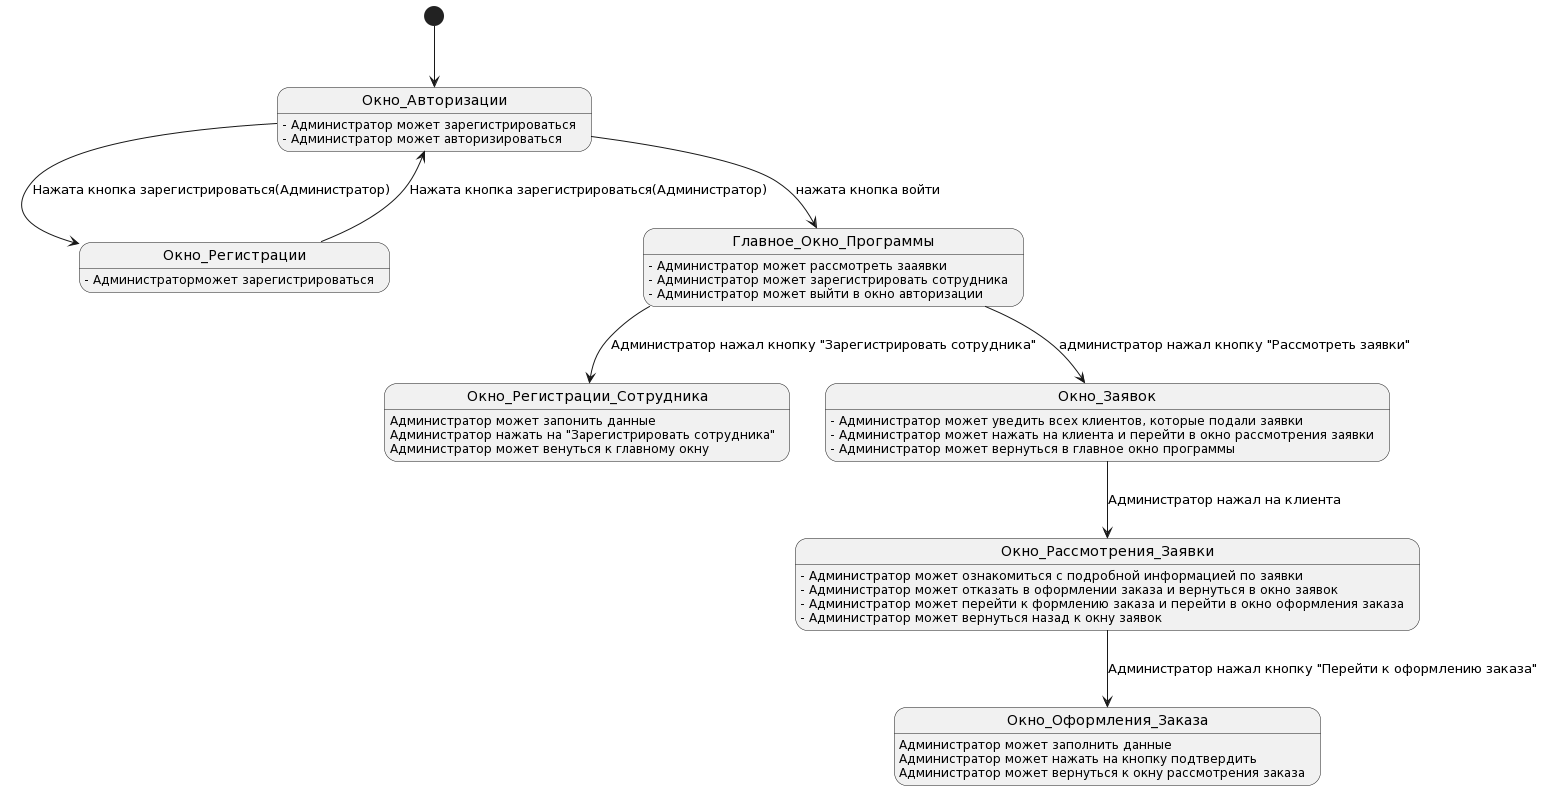 Окно_Авторизации
- Администратор может зарегистрироваться
- Администратор может авторизироваться
Нажата кнопка зарегистрироваться(Администратор)
Нажата кнопка зарегистрироваться(Администратор)
нажата кнопка войти
Окно_Регистрации
- Администраторможет зарегистрироваться
Главное_Окно_Программы
- Администратор может рассмотреть зааявки
- Администратор может зарегистрировать сотрудника
- Администратор может выйти в окно авторизации
Администратор нажал кнопку "Зарегистрировать сотрудника"
администратор нажал кнопку "Рассмотреть заявки"
Окно_Регистрации_Сотрудника
Администратор может запонить данные
Администратор нажать на "Зарегистрировать сотрудника"
Администратор может венуться к главному окну
Окно_Заявок
- Администратор может уведить всех клиентов, которые подали заявки
- Администратор может нажать на клиента и перейти в окно рассмотрения заявки
- Администратор может вернуться в главное окно программы
Администратор нажал на клиента
Окно_Рассмотрения_Заявки
- Администратор может ознакомиться с подробной информацией по заявки
- Администратор может отказать в оформлении заказа и вернуться в окно заявок
- Администратор может перейти к формлению заказа и перейти в окно оформления заказа
- Администратор может вернуться назад к окну заявок
Администратор нажал кнопку "Перейти к оформлению заказа"
Окно_Оформления_Заказа
Администратор может заполнить данные
Администратор может нажать на кнопку подтвердить
Администратор может вернуться к окну рассмотрения заказа